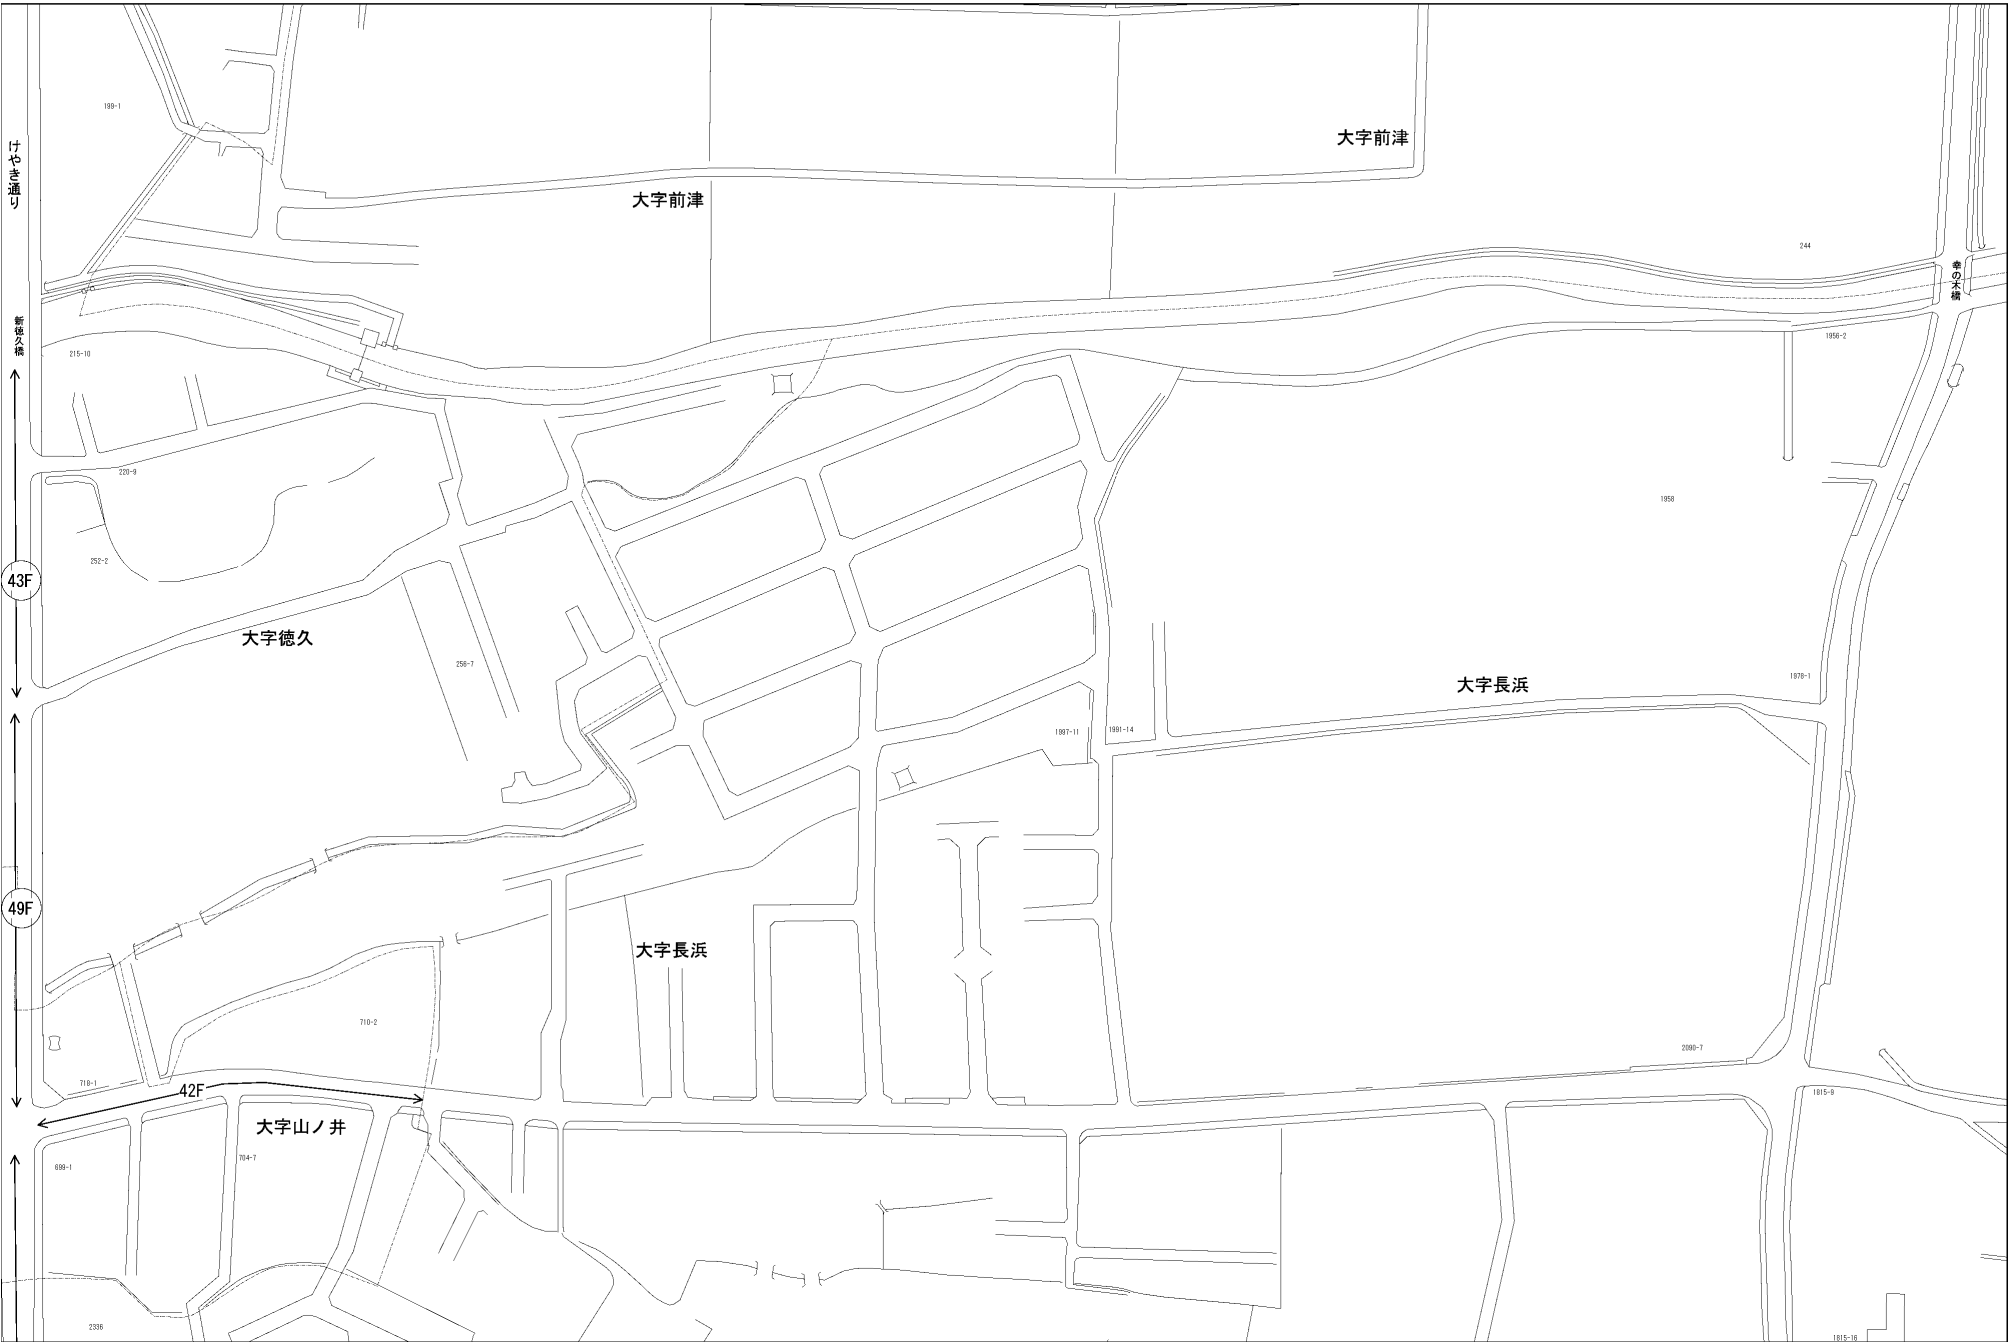 199-1
大字前津
けやき通り
大字前津
244
幸の木橋
新徳久橋
1956-2
215-10
220-9
1958
252-2
43F
大字徳久
256-7
1978-1
大字長浜
1997-11
1991-14
49F
大字長浜
710-2
2090-7
718-1
42F
1815-9
大字山ノ井
704-7
699-1
2336
1815-16